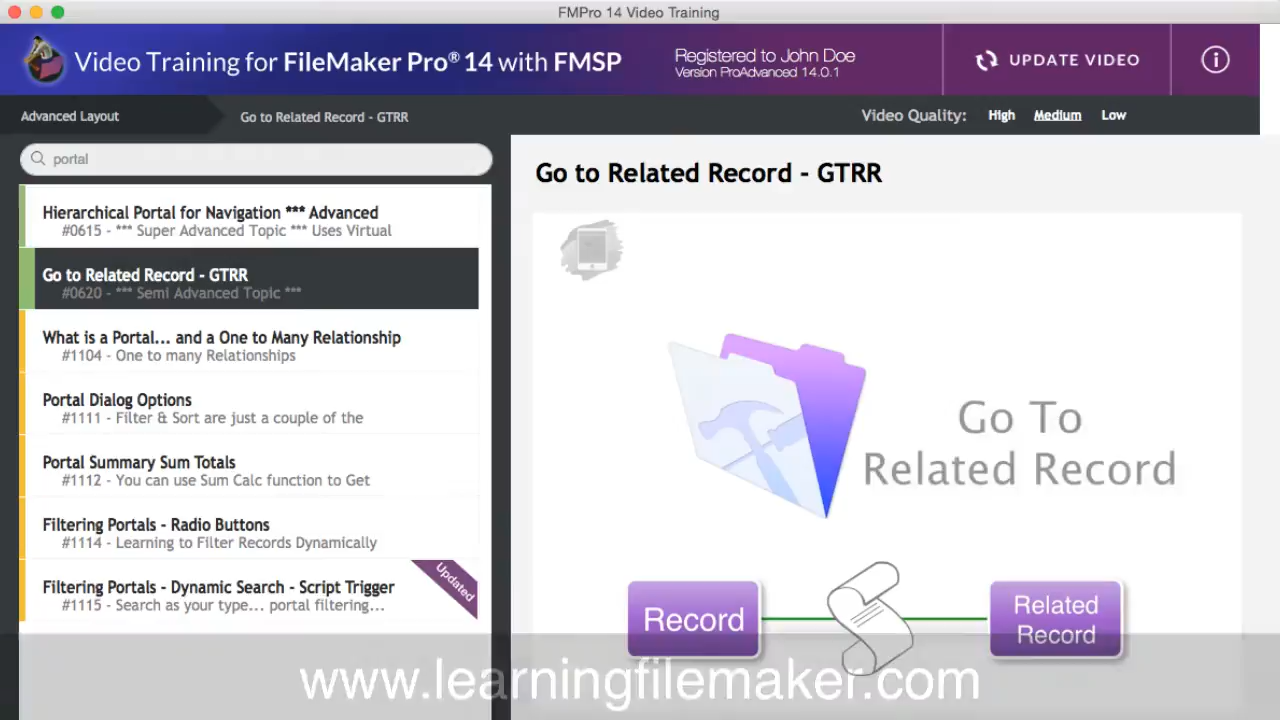 FMPro 14 Video Training
Video Training for FileMaker Pro® 14 with FMSP
Registered to John Doe
Version ProAdvanced 14.0.1
UPDATE VIDEO
i
Advanced Layout
Go to Related Record - GTRR
Video Quality: High Medium Low
portal
Hierarchical Portal for Navigation *** Advanced
#0615 - *** Super Advanced Topic *** Uses Virtual
Go to Related Record - GTRR
#0620 - *** Semi Advanced Topic ***
What is a Portal... and a One to Many Relationship
#1104 - One to many Relationships
Portal Dialog Options
#1111 - Filter & Sort are just a couple of the
Portal Summary Sum Totals
#1112 - You can use Sum Calc function to Get
Filtering Portals - Radio Buttons
#1114 - Learning to Filter Records Dynamically
Filtering Portals - Dynamic Search - Script Trigger
#1115 - Search as your type... portal filtering...
Updated
Go to Related Record - GTRR
Go To
Related Record
Record
Related
Record
www.learningfilemaker.com